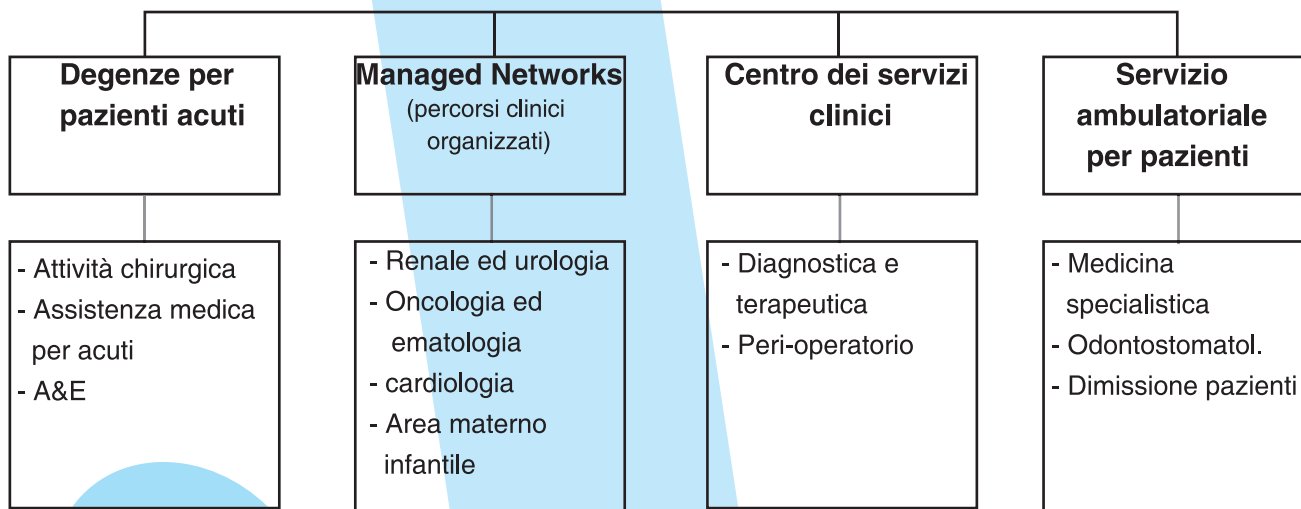 Degenze per
pazienti acuti
Managed Networks
(percorsi clinici
organizzati)
Centro dei servizi
clinici
Servizio
ambulatoriale
per pazienti
- Attività chirurgica
- Assistenza medica
per acuti
- A&E
- Renale ed urologia
- Oncologia ed
ematologia
- cardiologia
- Area materno
infantile
- Diagnostica e
terapeutica
- Peri-operatorio
- Medicina
specialistica
- Odontostomatol.
- Dimissione pazienti